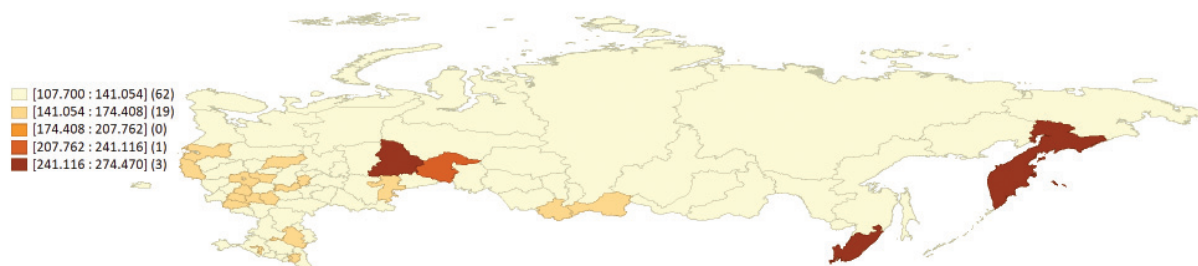 [107.700 : 141.054] (62)
[141.054 : 174.408] (19)
[174.408 : 207.762] (0)
[207.762 : 241.116] (1)
[241.116 : 274.470] (3)